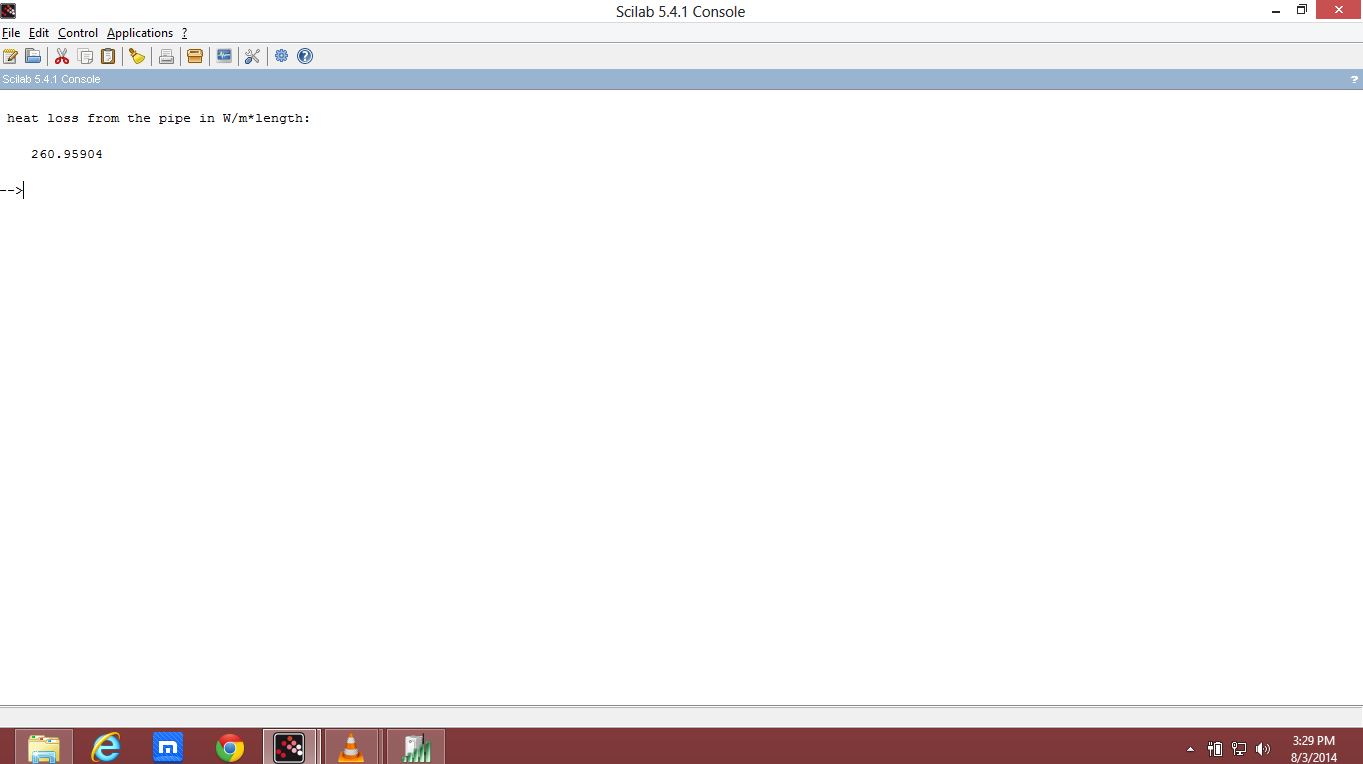 Scilab 5.4.1 Console
File Edit Control Applications ?
Scilab 5.4.1 Console ?
heat loss from the pipe in W/m*length:
260.95904
-->
3:29 PM
8/3/2014